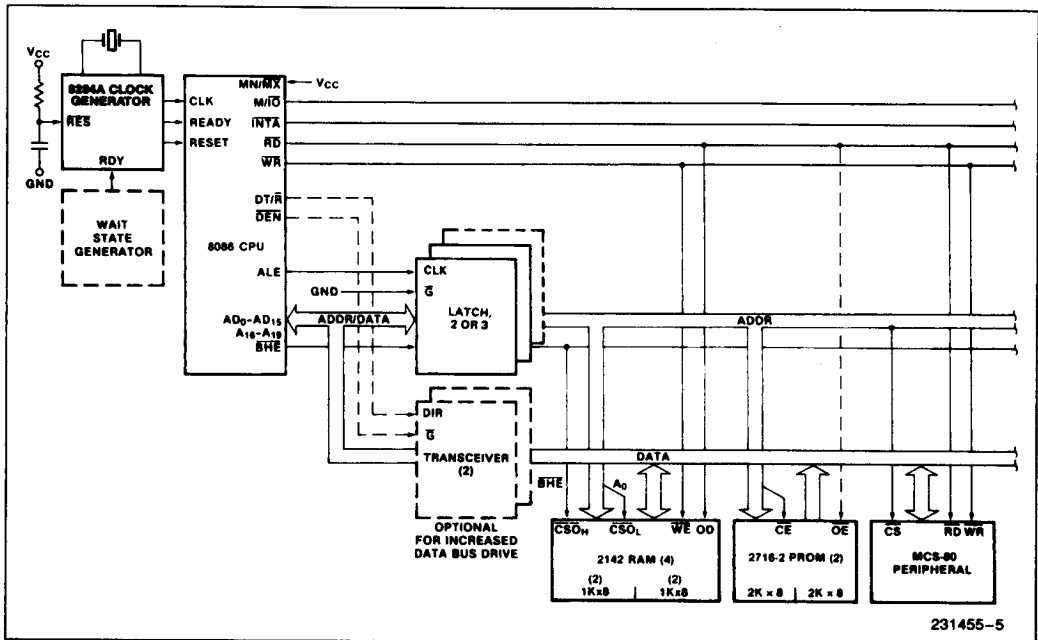 VCC
8284A CLOCK
GENERATOR
RES
RDY
GND
WAIT
STATE
GENERATOR
CLK
READY
RESET
MN/MX
VCC
M/IO
INTA
RD
WR
DT/R
DEN
8086 CPU
ALE
AD0-AD15
A16-A19
BHE
GND
ADDR/DATA
CLK
G
LATCH,
2 OR 3
ADDR
DIR
G
TRANSCEIVER
(2)
OPTIONAL
FOR INCREASED
DATA BUS DRIVE
DATA
BHE
A0
CSOH
CSOL
WE OD
2142 RAM (4)
(2)
1Kx8
(2)
1Kx8
CE
OE
2716-2 PROM (2)
2K x 8
2K x 8
CS
RD WR
MCS-80
PERIPHERAL
231455-5